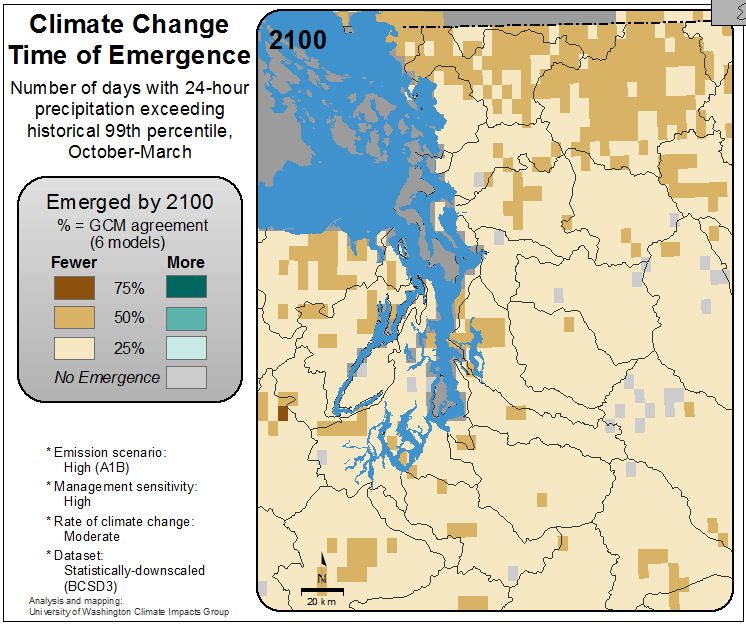 Climate Change
Time of Emergence
Number of days with 24-hour
precipitation exceeding
historical 99th percentile,
October-March
Emerged by 2100
% = GCM agreement
(6 models)
Fewer More
75%
50%
25%
No Emergence
* Emission scenario:
High (A1B)
* Management sensitivity:
High
* Rate of climate change:
Moderate
* Dataset:
Statistically-downscaled
(BCSD3)
Analysis and mapping:
University of Washington Climate Impacts Group
2100
N
20 km